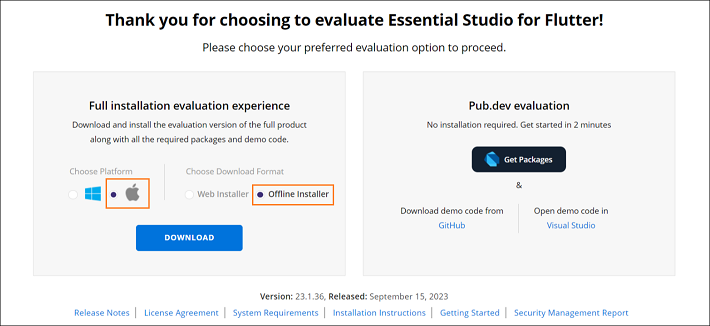 Thank you for choosing to evaluate Essential Studio for Flutter!
Please choose your preferred evaluation option to proceed.
Full installation evaluation experience
Download and install the evaluation version of the full product
along with all the required packages and demo code.
Choose Platform
Choose Download Format
Web Installer
Offline Installer
DOWNLOAD
Pub.dev evaluation
No installation required. Get started in 2 minutes
Get Packages
&
Download demo code from
GitHub
Open demo code in
Visual Studio
Version: 23.1.36, Released: September 15, 2023
Release Notes | License Agreement | System Requirements | Installation Instructions | Getting Started | Security Management Report